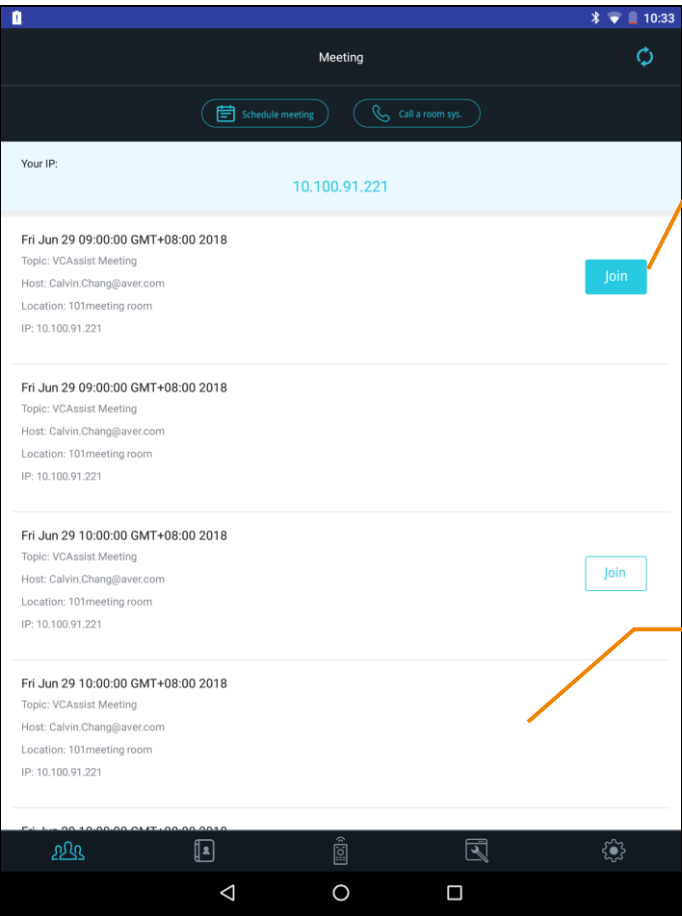 10:33
Meeting
Schedule meeting
Call a room sys.
Your IP:
10.100.91.221
Fri Jun 29 09:00:00 GMT+08:00 2018
Topic: VCAssist Meeting
Host: Calvin.Chang@aver.com
Location: 101meeting room
IP: 10.100.91.221
Join
Fri Jun 29 09:00:00 GMT+08:00 2018
Topic: VCAssist Meeting
Host: Calvin.Chang@aver.com
Location: 101meeting room
IP: 10.100.91.221
Fri Jun 29 10:00:00 GMT+08:00 2018
Topic: VCAssist Meeting
Host: Calvin.Chang@aver.com
Location: 101meeting room
IP: 10.100.91.221
Join
Fri Jun 29 10:00:00 GMT+08:00 2018
Topic: VCAssist Meeting
Host: Calvin.Chang@aver.com
Location: 101meeting room
IP: 10.100.91.221